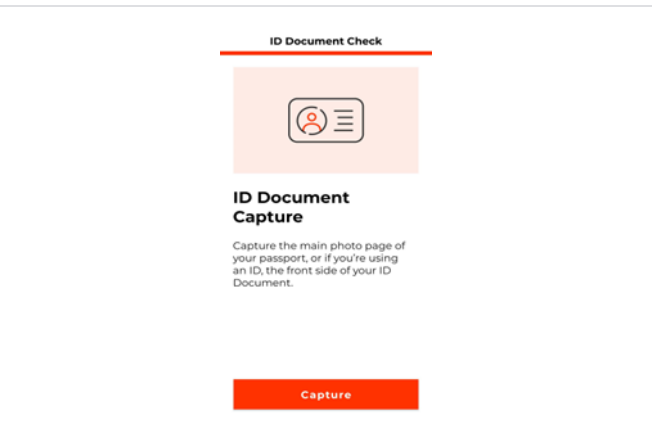 ID Document Check
ID Document
Capture
Capture the main photo page of
your passport, or if you're using
an ID, the front side of your ID
Document.
Capture